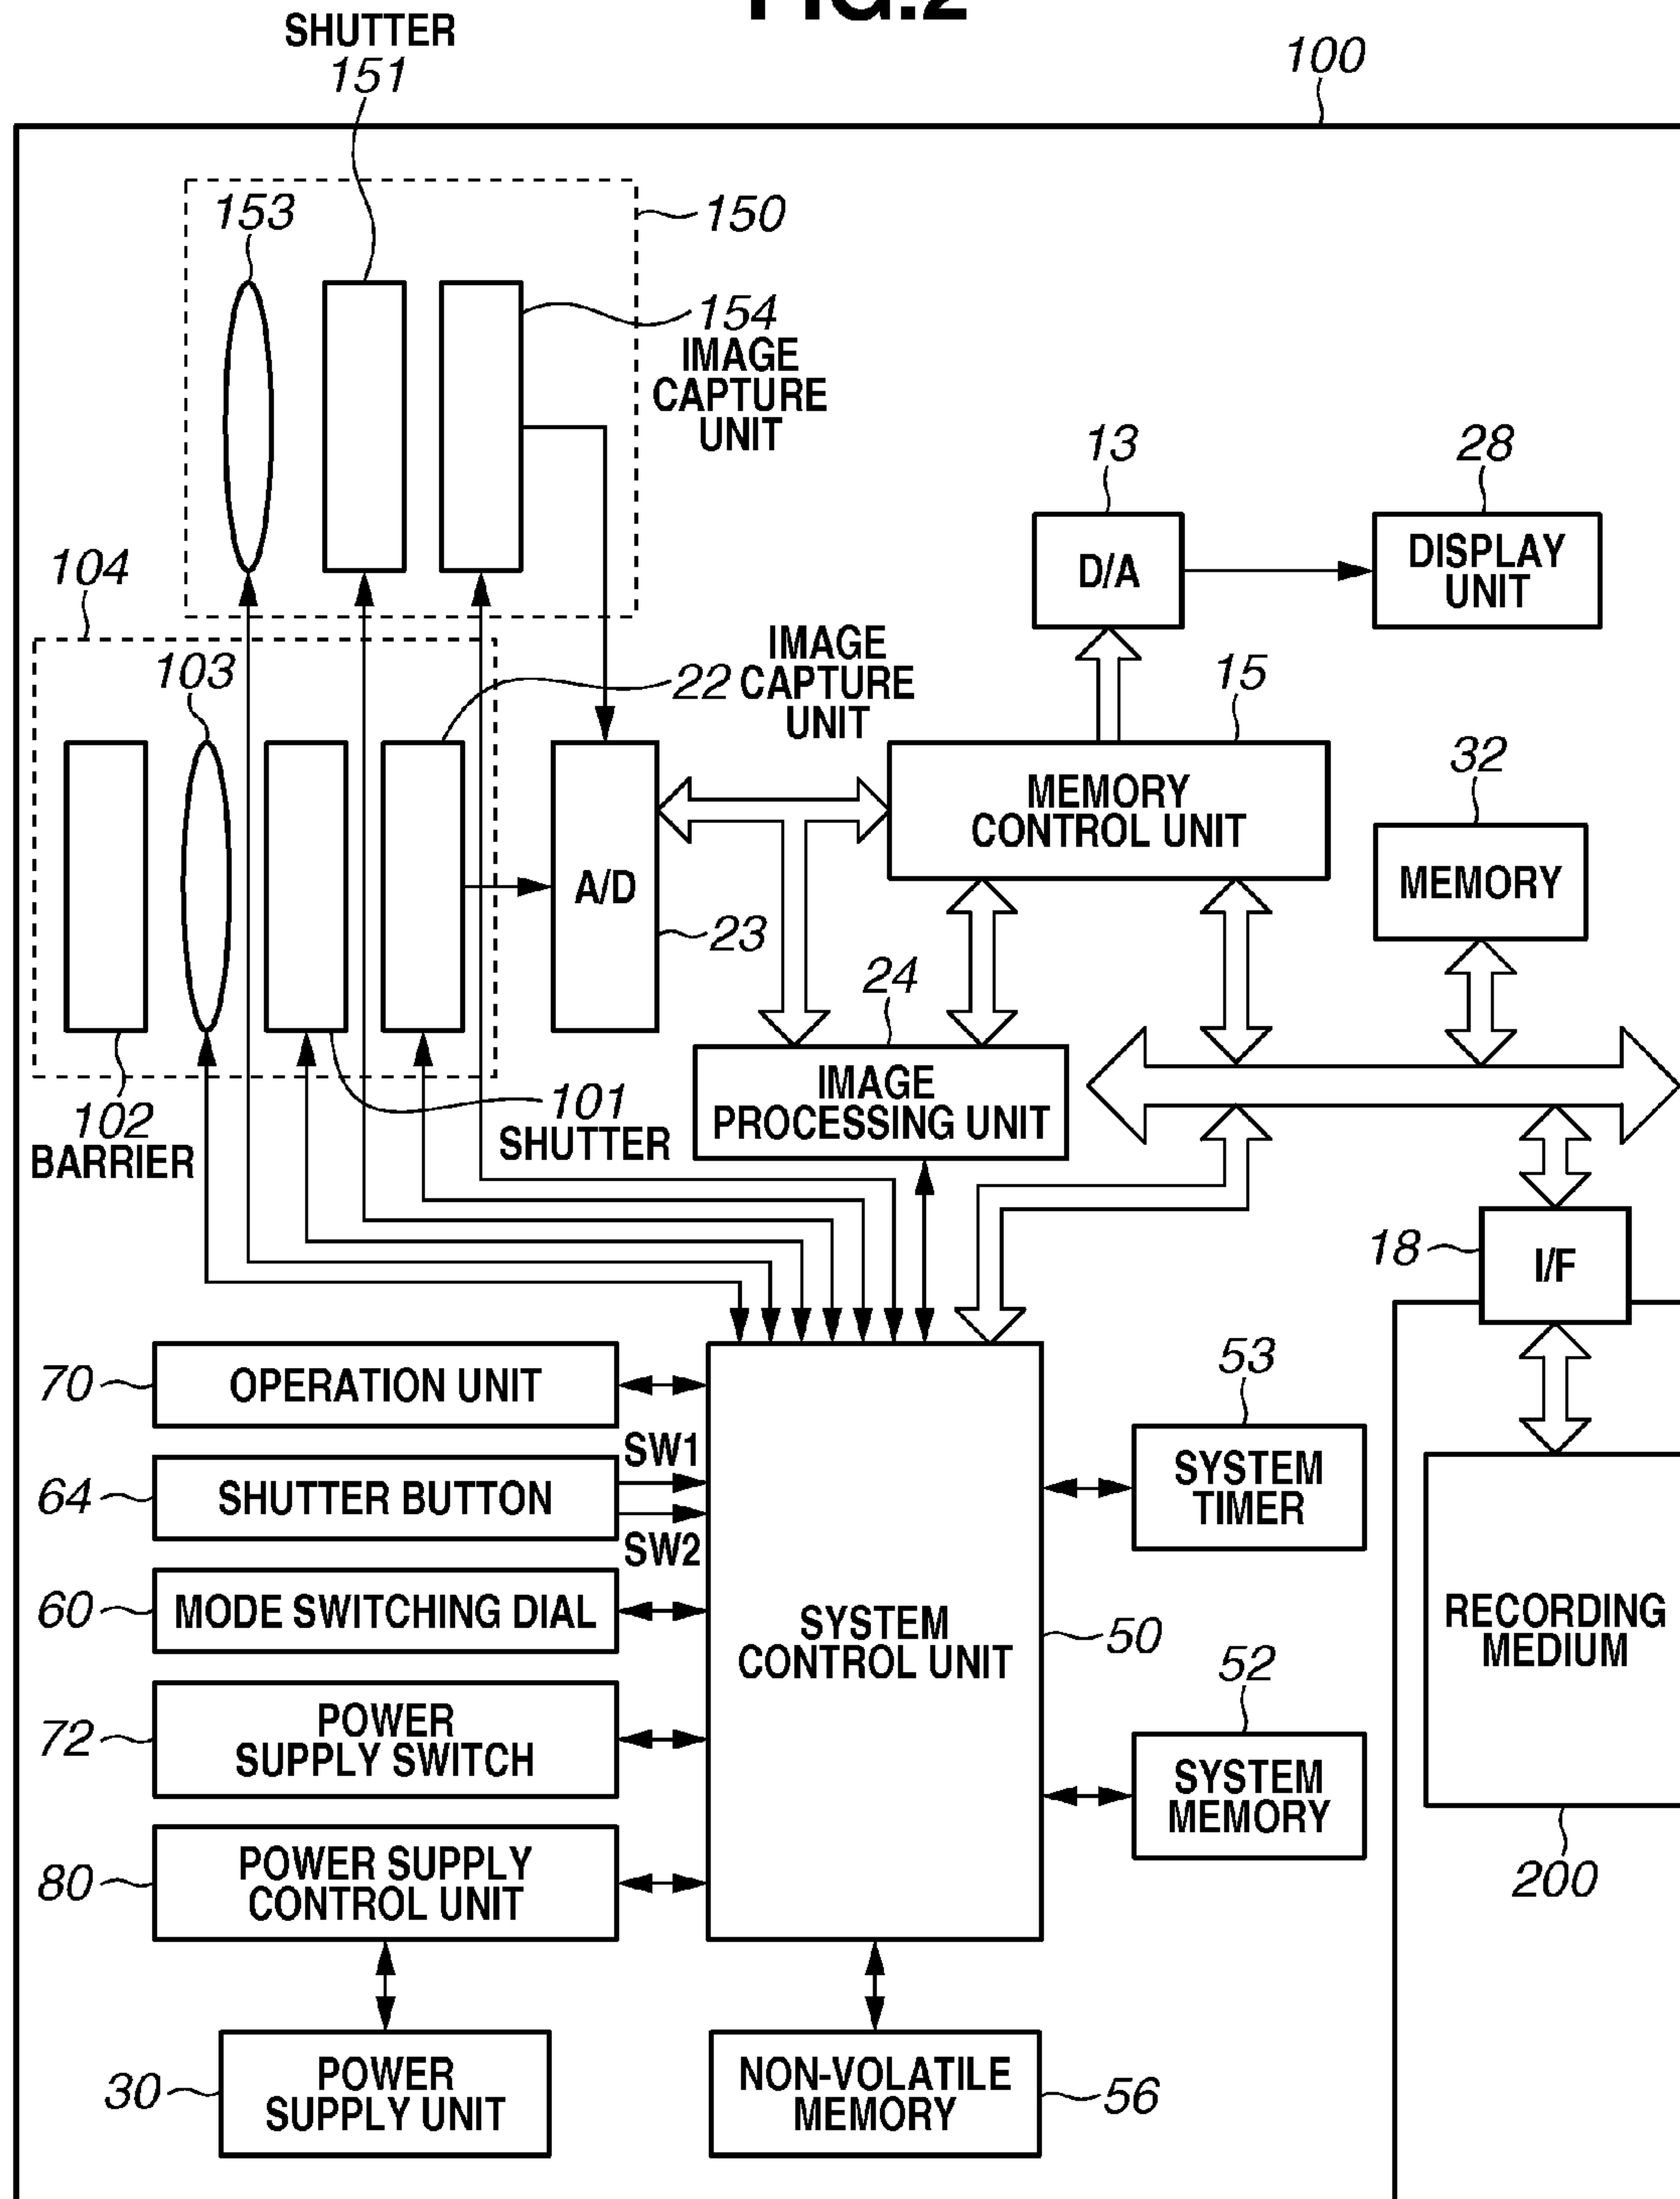 FIG.2
SHUTTER
151
100
153
150
154
IMAGE
CAPTURE
UNIT
13
28
D/A
DISPLAY
UNIT
104
103
22
IMAGE
CAPTURE
UNIT
15
32
MEMORY
CONTROL UNIT
MEMORY
A/D
23
24
102
BARRIER
101
SHUTTER
IMAGE
PROCESSING UNIT
18
I/F
70
OPERATION UNIT
53
SW1
64
SHUTTER BUTTON
SYSTEM
TIMER
SW2
60
MODE SWITCHING DIAL
SYSTEM
CONTROL UNIT
50
52
RECORDING
MEDIUM
72
POWER
SUPPLY SWITCH
SYSTEM
MEMORY
80
POWER SUPPLY
CONTROL UNIT
200
30
POWER
SUPPLY UNIT
NON-VOLATILE
MEMORY
56